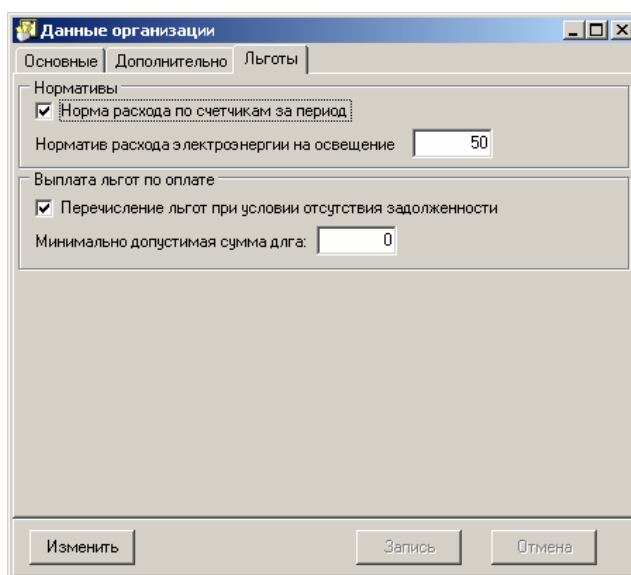 Данные организации
Основные Дополнительно Льготы
Нормативы
Норма расхода по счетчикам за период
Норматив расхода электроэнергии на освещение 50
Выплата льгот по оплате
Перечисление льгот при условии отсутствия задолженности
Минимально допустимая сумма длга: 0
Изменить Запись Отмена